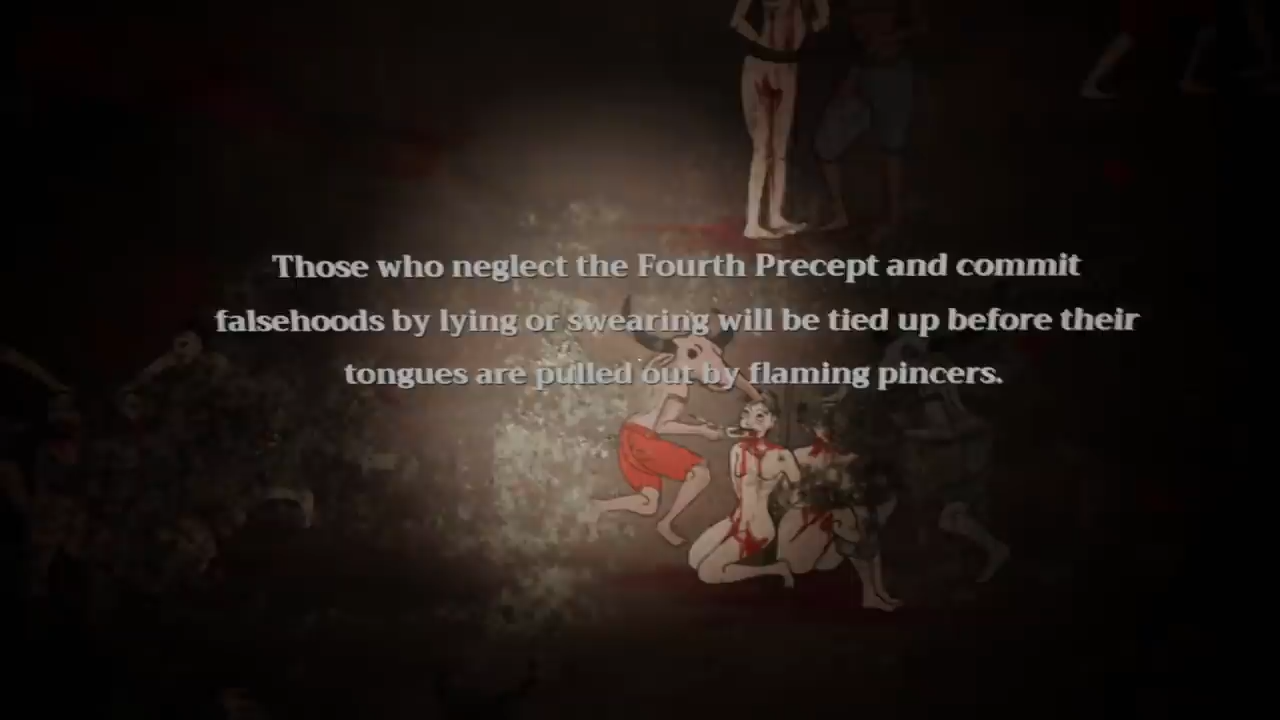 Those who neglect the Fourth Precept and commit
falsehoods by lying or swearing will be tied up before their
tongues are pulled out by flaming pincers.